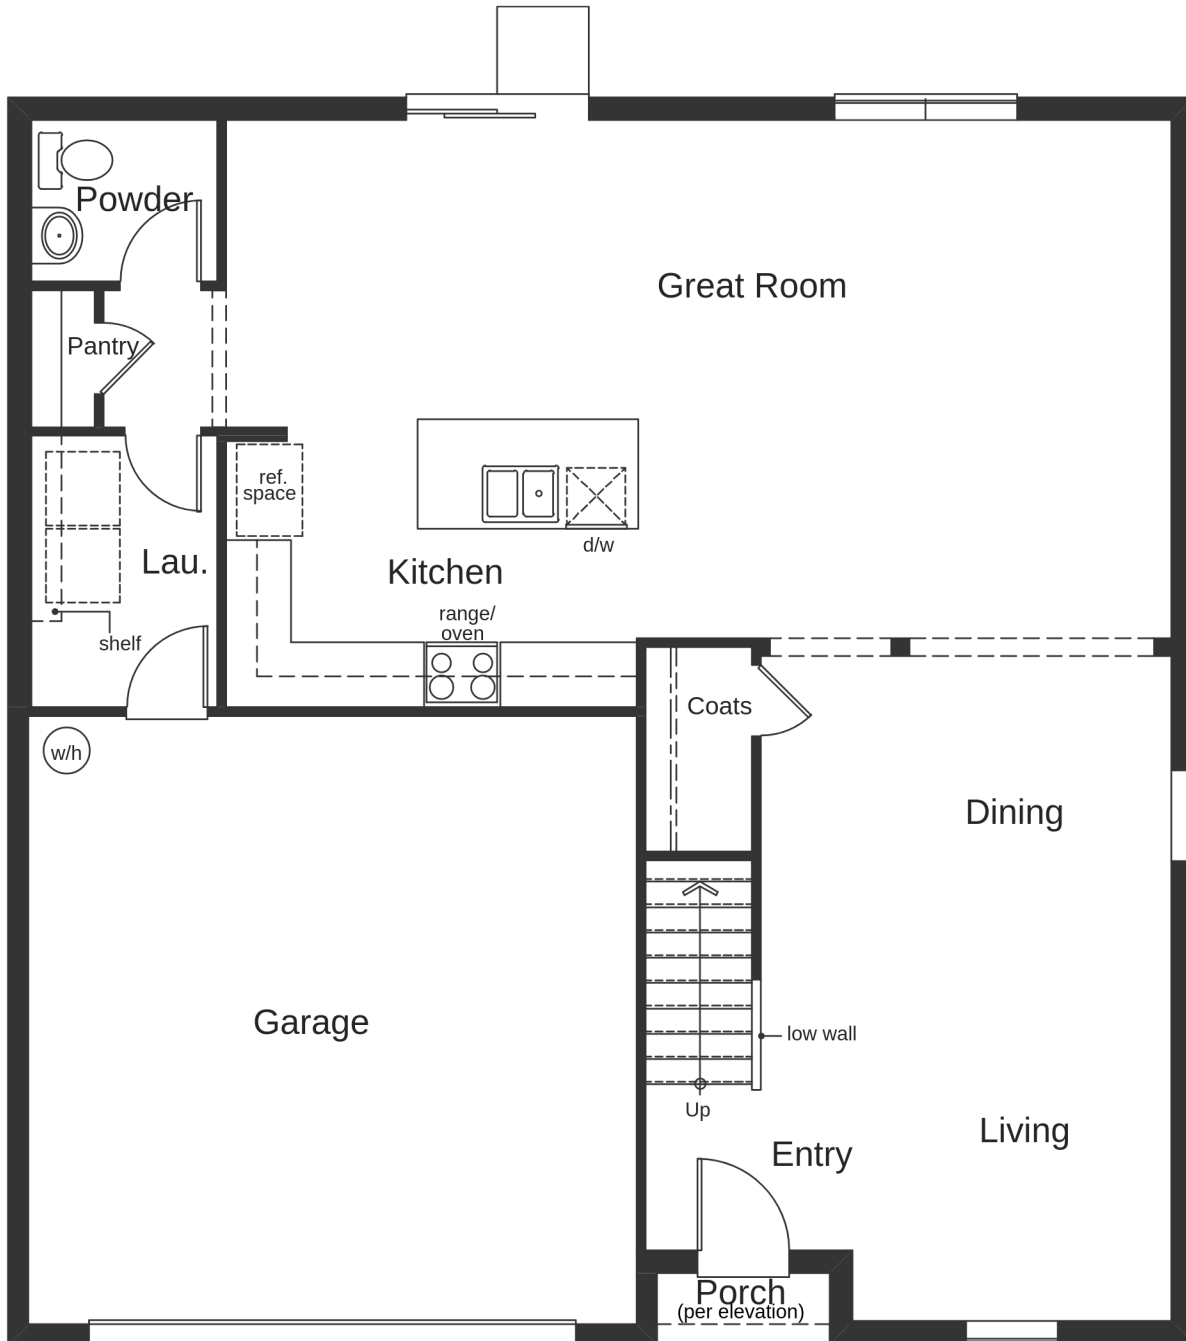 Powder
Great Room
Pantry
ref.
space
d/w
Lau.
Kitchen
range/
oven
shelf
Coats
w/h
Dining
Garage
low wall
Up
Living
Entry
Porch
(per elevation)